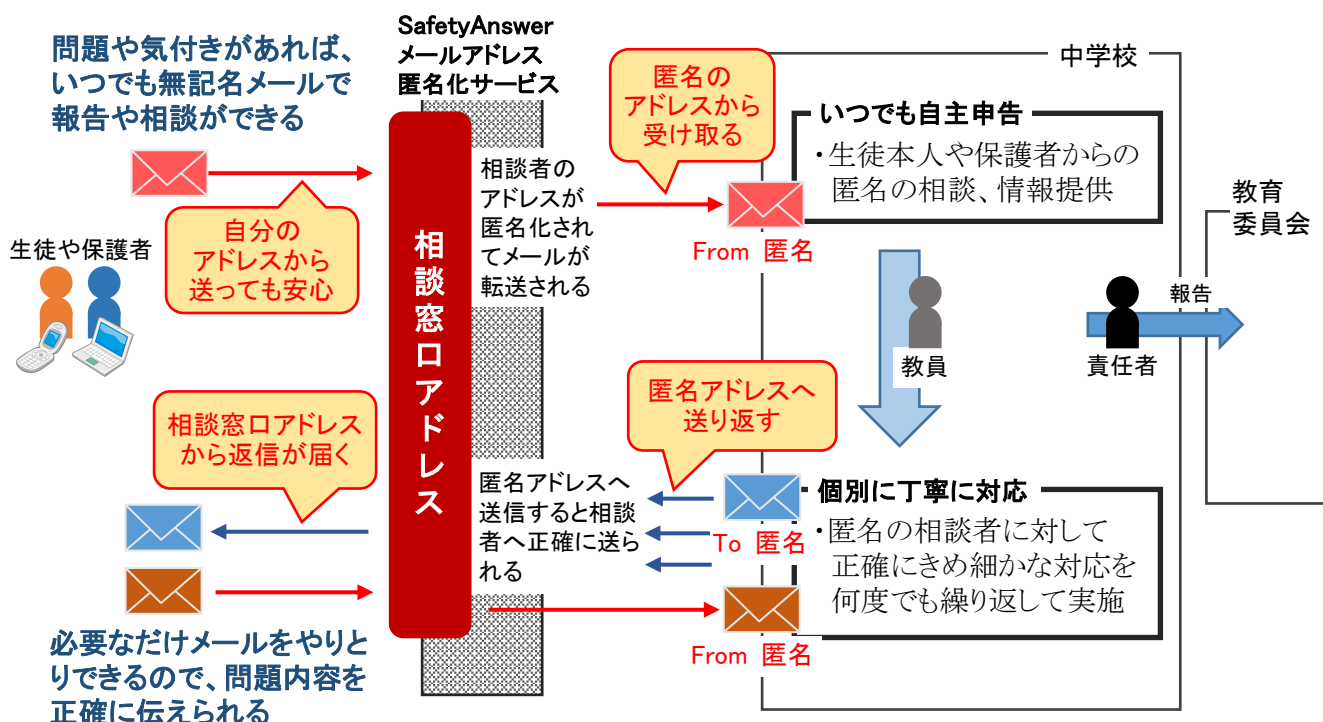 問題や気付きがあれば、
いつでも無記名メールで
報告や相談ができる
SafetyAnswer
メールアドレス
匿名化サービス
匿名の
アドレスから
受け取る
中学校
いつでも自主申告
・生徒本人や保護者からの
匿名の相談、情報提供
教育
委員会
相談者の
アドレスが
匿名化され
てメールが
転送される
From 匿名
自分の
アドレスから
送っても安心
生徒や保護者
相談窓口アドレス
教員
報告
責任者
匿名アドレスへ
送り返す
相談窓口アドレス
から返信が届く
匿名アドレスへ
送信すると相談
者へ正確に送ら
れる
To 匿名
個別に丁寧に対応
・匿名の相談者に対して
正確にきめ細かな対応を
何度でも繰り返して実施
From 匿名
必要なだけメールをやりと
りできるので、問題内容を
正確に伝えられる